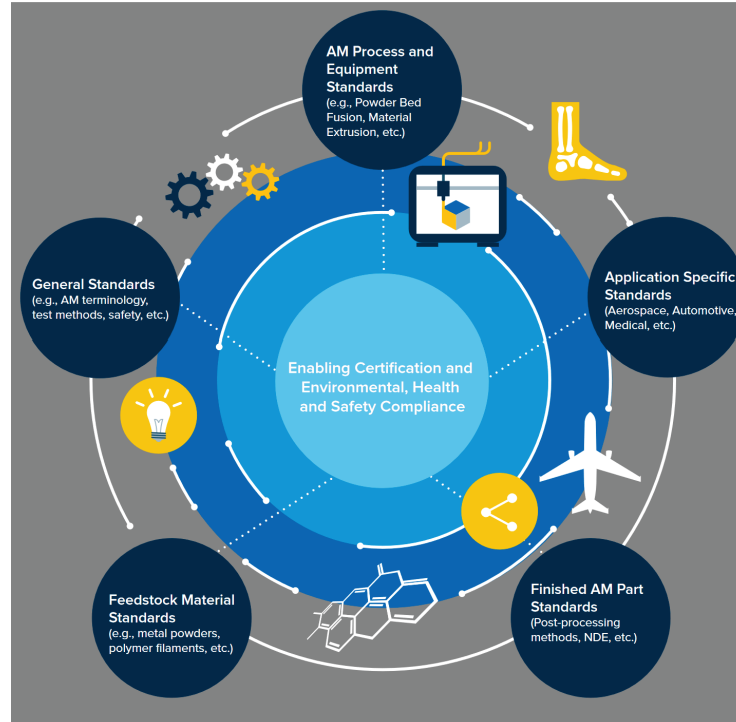 AM Process and
Equipment
Standards
(e.g., Powder Bed
Fusion, Material
Extrusion, etc.)
General Standards
(e.g., AM terminology,
test methods, safety, etc.)
Application Specific
Standards
(Aerospace, Automotive,
Medical, etc.)
Enabling Certification and
Environmental, Health
and Safety Compliance
Feedstock Material
Standards
(e.g., metal powders,
polymer filaments, etc.)
Finished AM Part
Standards
(Post-processing
methods, NDE, etc.)